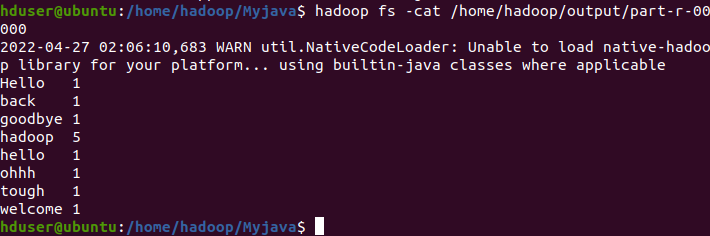 hduser@ubuntu:/home/hadoop/Myjava$ hadoop fs -cat /home/hadoop/output/part-r-00
000
2022-04-27 02:06:10,683 WARN util.NativeCodeLoader: Unable to load native-hadoo
p library for your platform... using builtin-java classes where applicable
Hello   1
back    1
goodbye 1
hadoop  5
hello   1
ohhh    1
tough   1
welcome 1
hduser@ubuntu:/home/hadoop/Myjava$